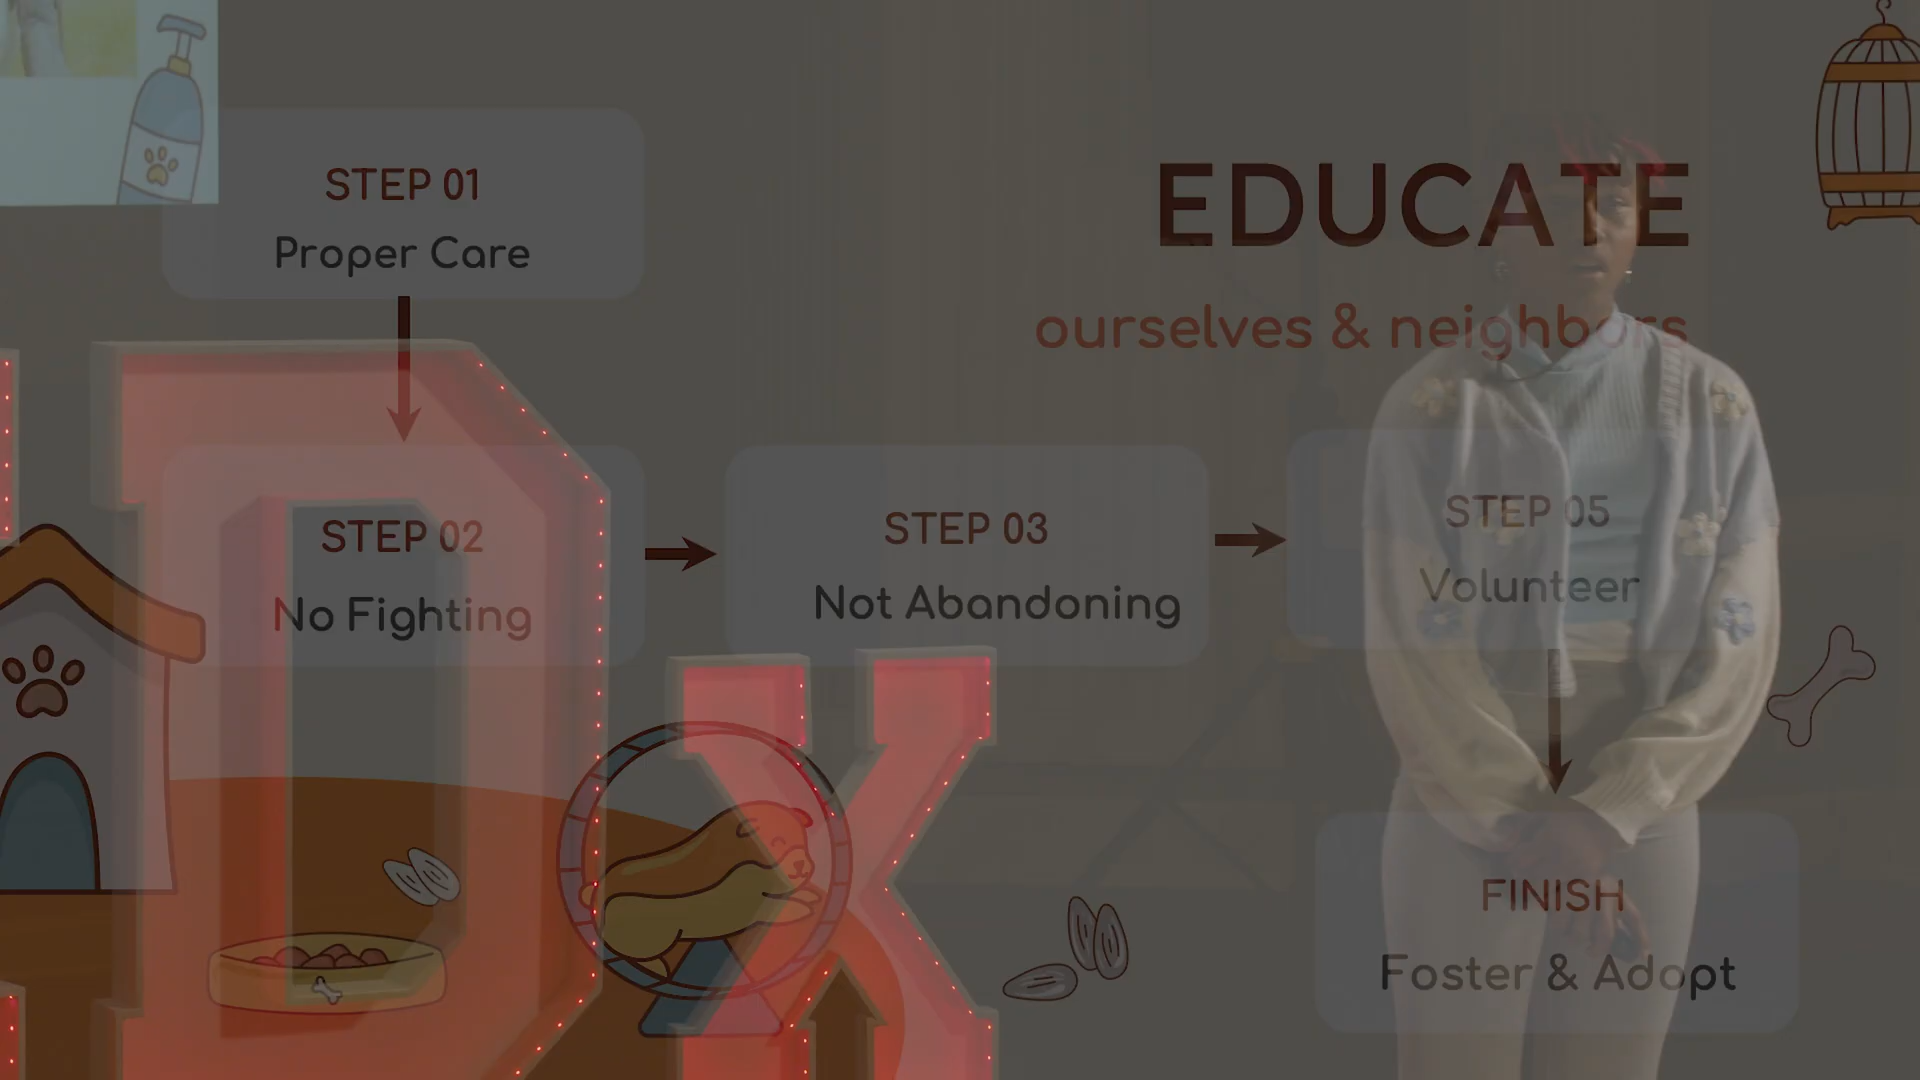 STEP 01
Proper Care
EDUCATE
ourselves & neighbors
STEP 02
No Fighting
STEP 03
Not Abandoning
STEP 05
Volunteer
FINISH
Foster & Adopt
D
X